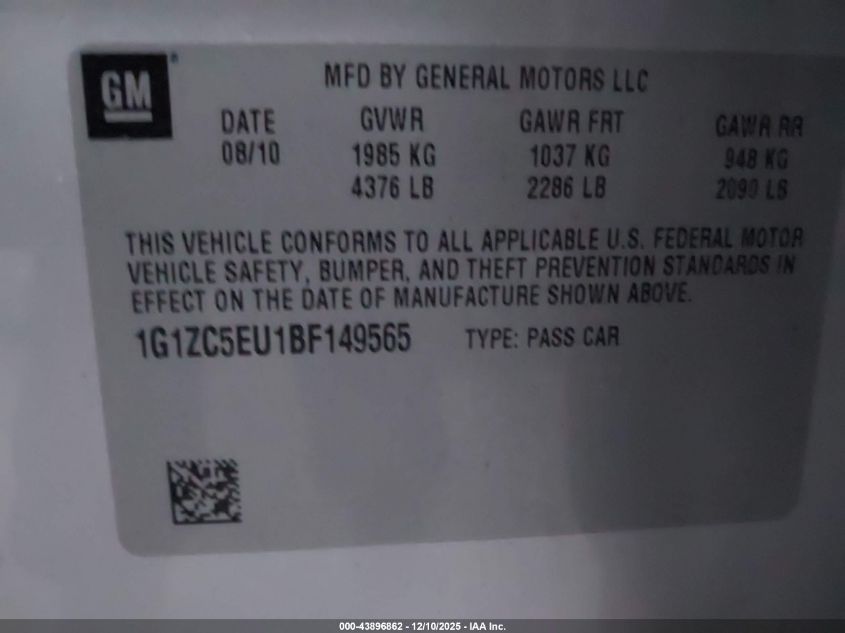 GM
MFD BY GENERAL MOTORS LLC
DATE GVWR GAWR FRT GAWR RR
08/10 1985 KG 1037 KG 948 KG
4376 LB 2286 LB 2090 LB
THIS VEHICLE CONFORMS TO ALL APPLICABLE U.S. FEDERAL MOTOR
VEHICLE SAFETY, BUMPER, AND THEFT PREVENTION STANDARDS IN
EFFECT ON THE DATE OF MANUFACTURE SHOWN ABOVE.
1G1ZC5EU1BF149565 TYPE: PASS CAR
000-43896862 - 12/10/2025 - IAA Inc.